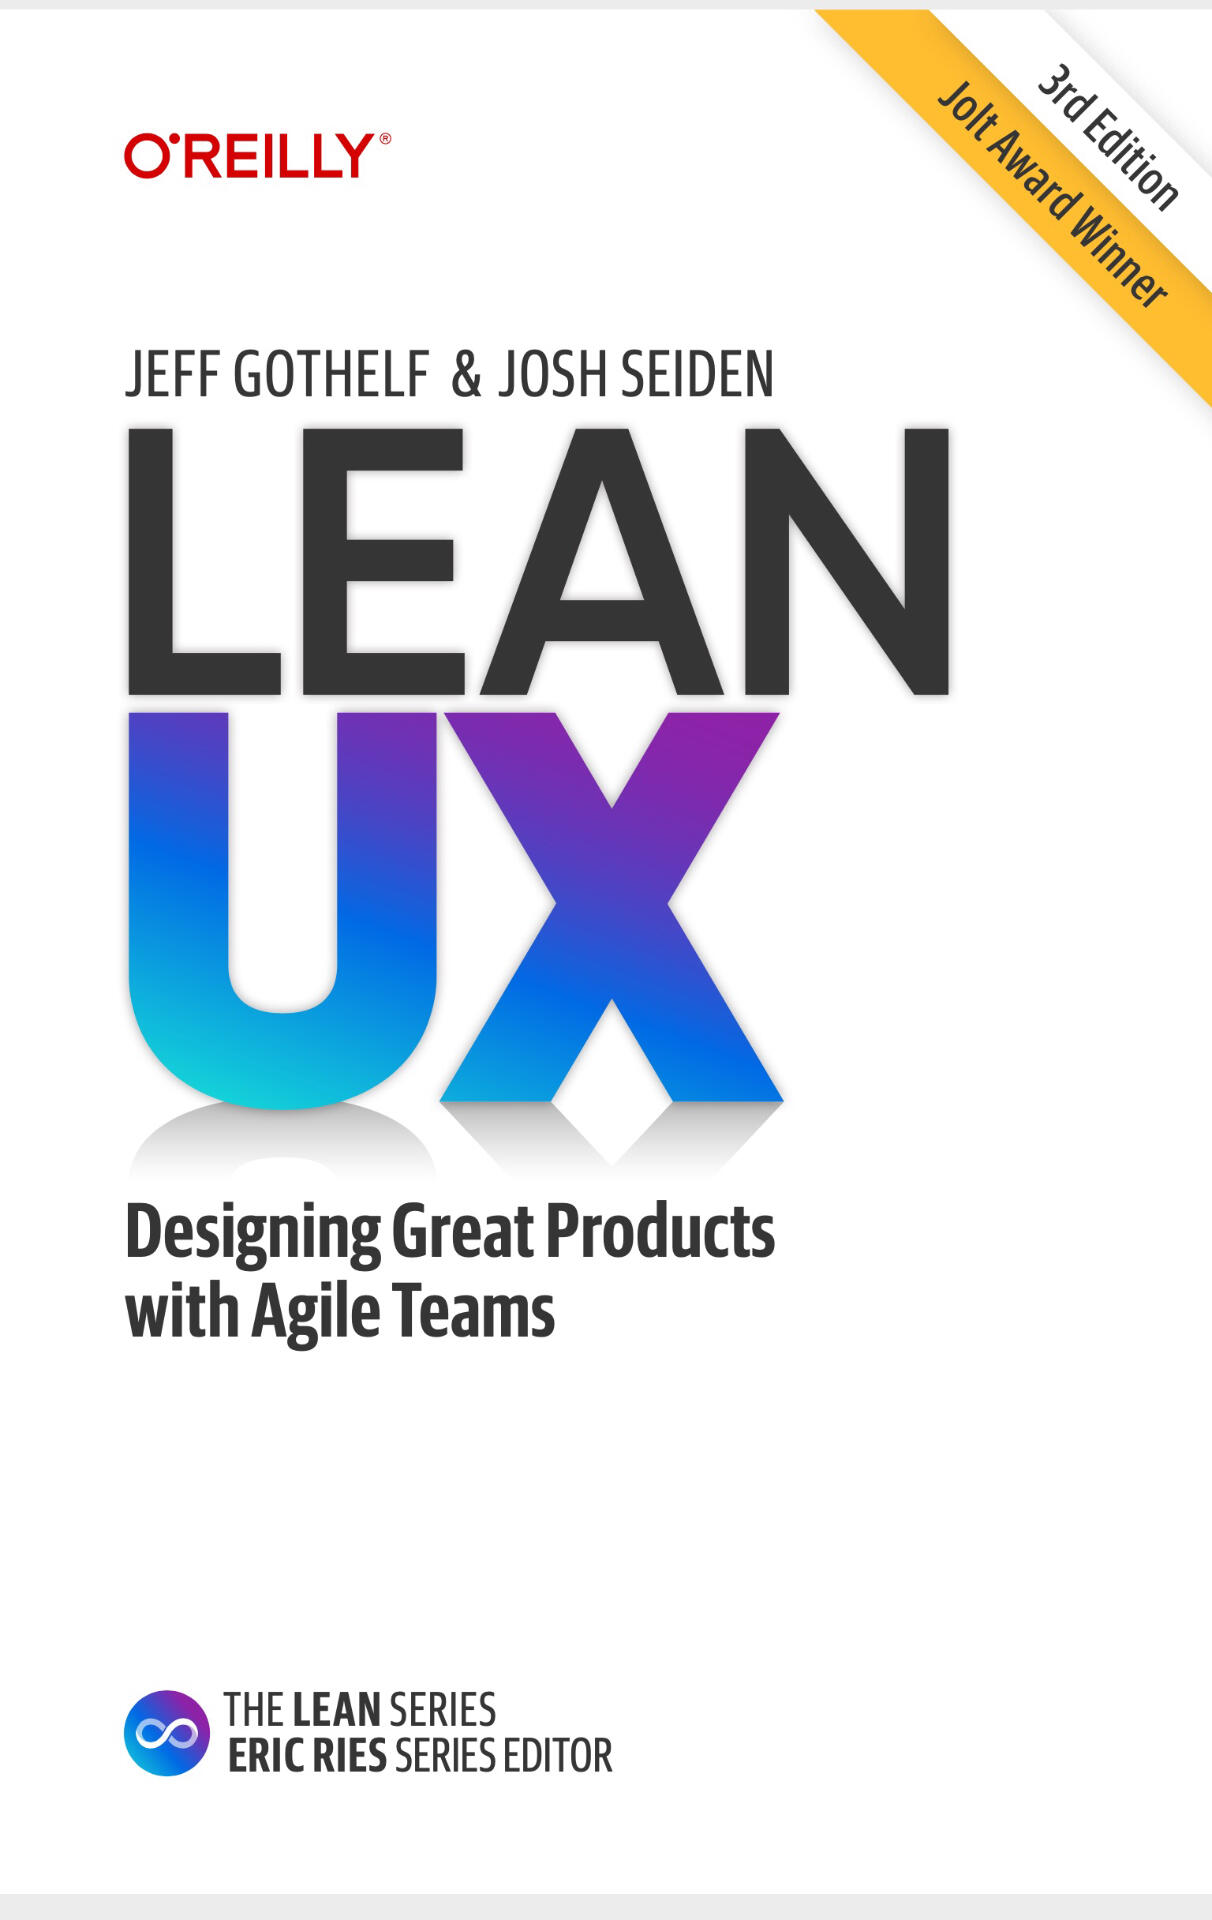 3rd Edition
Jolt Award Winner
O'REILLY®
JEFF GOTHELF & JOSH SEIDEN
LEAN
UX
Designing Great Products
with Agile Teams
THE LEAN SERIES
ERIC RIES SERIES EDITOR